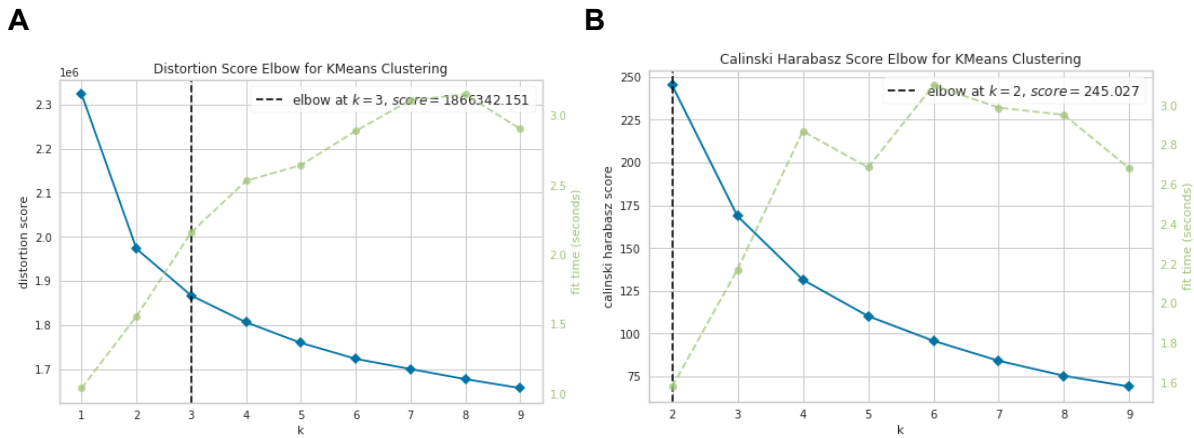 A
B
Distortion Score Elbow for KMeans Clustering
1e6
elbow at k = 3, score = 1866342.151
2.3
2.2
2.1
2.0
1.9
1.8
1.7
distortion score
3.0
2.5
2.0
1.5
1.0
fit time (seconds)
1 2 3 4 5 6 7 8 9
k
Calinski Harabasz Score Elbow for KMeans Clustering
elbow at k = 2, score = 245.027
250
225
200
175
150
125
100
75
calinski harabasz score
3.0
2.8
2.6
2.4
2.2
2.0
1.8
1.6
fit time (seconds)
2 3 4 5 6 7 8 9
k